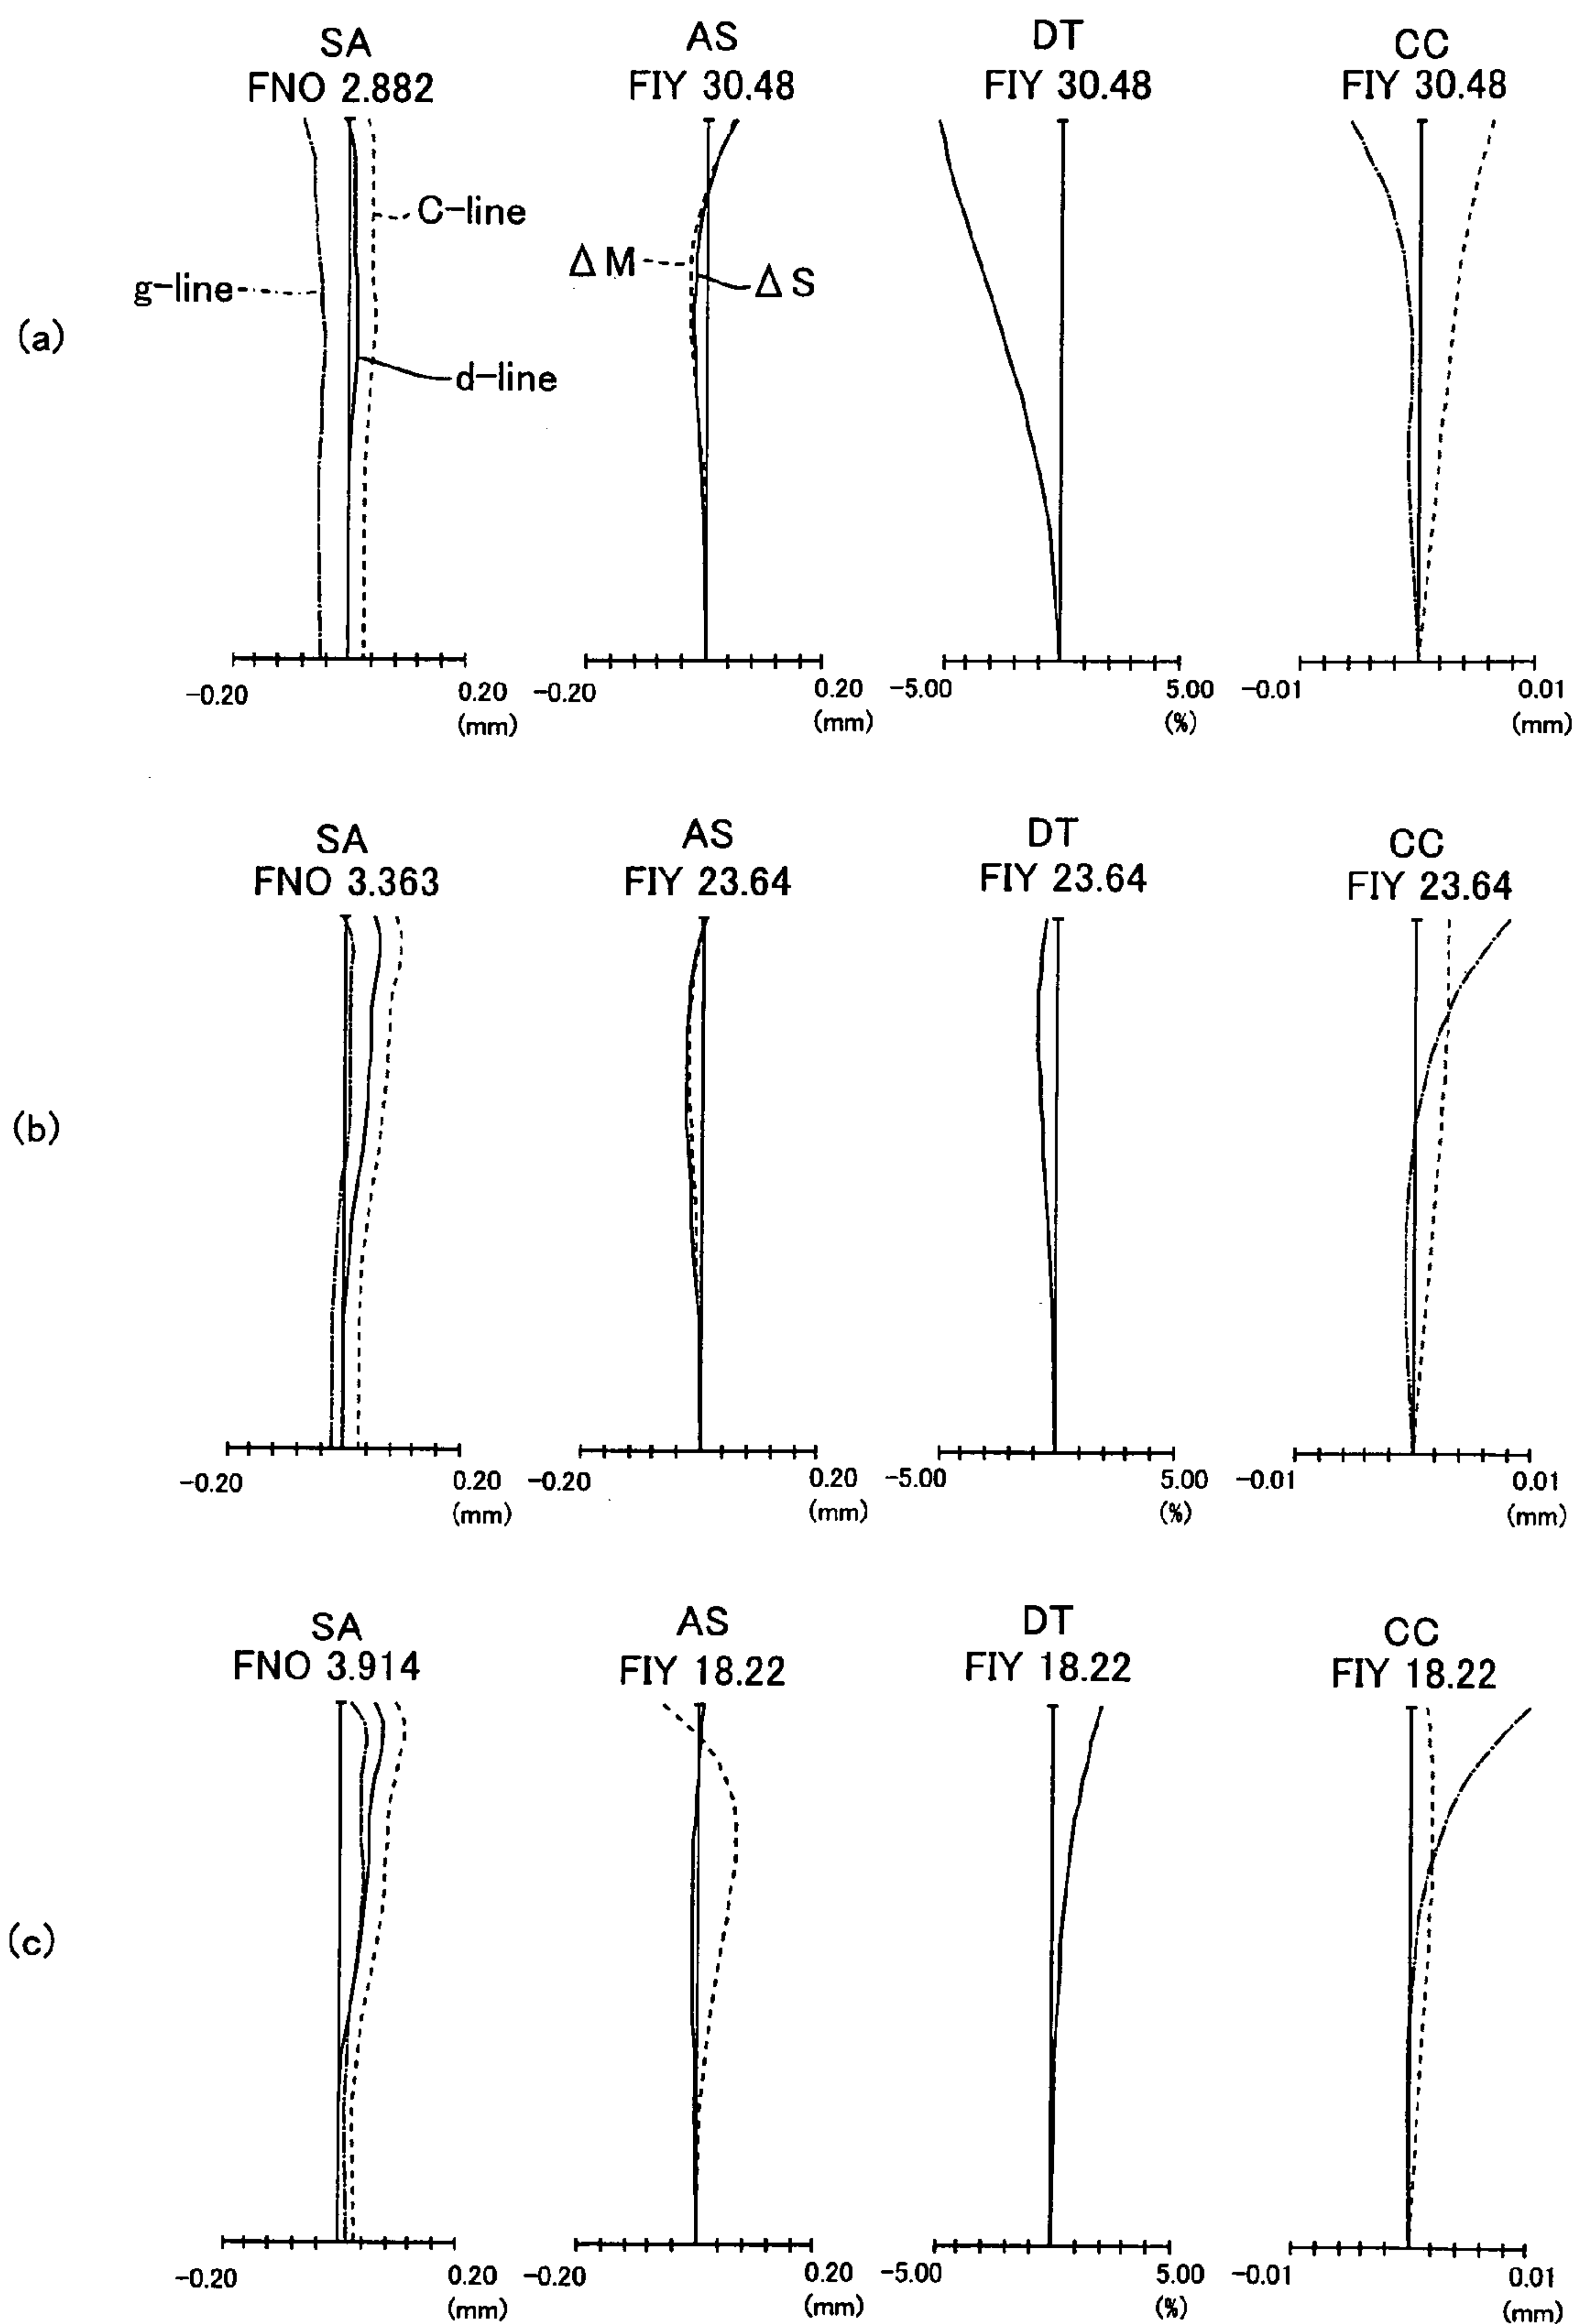 SA
FNO 2.882
AS
FIY 30.48
DT
FIY 30.48
CC
FIY 30.48
C-line
ΔM
ΔS
g-line
d-line
(a)
-0.20
0.20
(mm)
-0.20
0.20
(mm)
-5.00
5.00
(%)
-0.01
0.01
(mm)
SA
FNO 3.363
AS
FIY 23.64
DT
FIY 23.64
CC
FIY 23.64
(b)
-0.20
0.20
(mm)
-0.20
0.20
(mm)
-5.00
5.00
(%)
-0.01
0.01
(mm)
SA
FNO 3.914
AS
FIY 18.22
DT
FIY 18.22
CC
FIY 18.22
(c)
-0.20
0.20
(mm)
-0.20
0.20
(mm)
-5.00
5.00
(%)
-0.01
0.01
(mm)